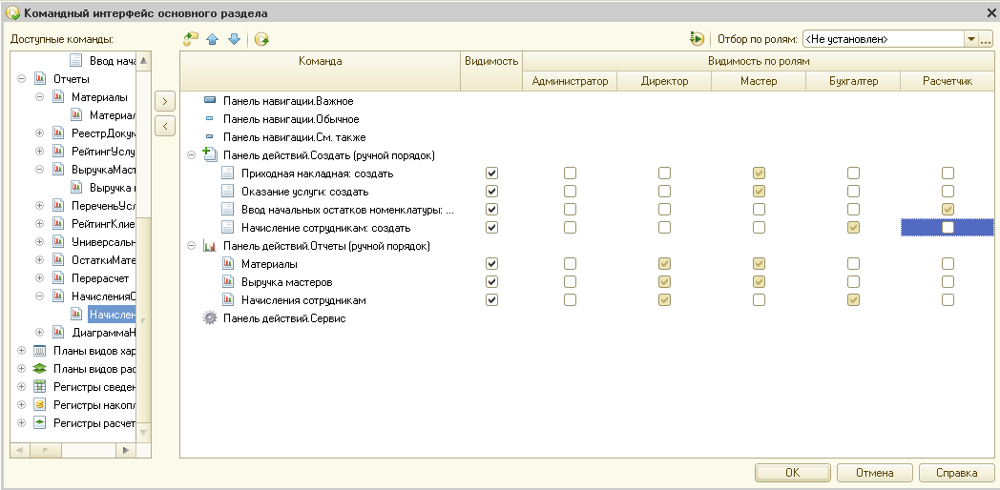 Командный интерфейс основного раздела
Доступные команды:
Отбор по ролям: <Не установлен>
Ввод нача
Отчеты
Материалы
Материал
РеестрДокум
РейтингУслу
ВыручкаМаст
Выручка м
ПереченьУсл
РейтингКлие
Универсальн
ОстаткиМате
Перерасчет
НачисленияС
Начислен
ДиаграммаН
Планы видов хар
Планы видов рас
Регистры сведен
Регистры накопл
Регистры расчет
Команда Видимость Видимость по ролям
Администратор Директор Мастер Бухгалтер Расчетчик
Панель навигации.Важное
Панель навигации.Обычное
Панель навигации.См. также
Панель действий.Создать (ручной порядок)
Приходная накладная: создать
Оказание услуги: создать
Ввод начальных остатков номенклатуры: ...
Начисление сотрудникам: создать
Панель действий.Отчеты (ручной порядок)
Материалы
Выручка мастеров
Начисления сотрудникам
Панель действий.Сервис
OK Отмена Справка